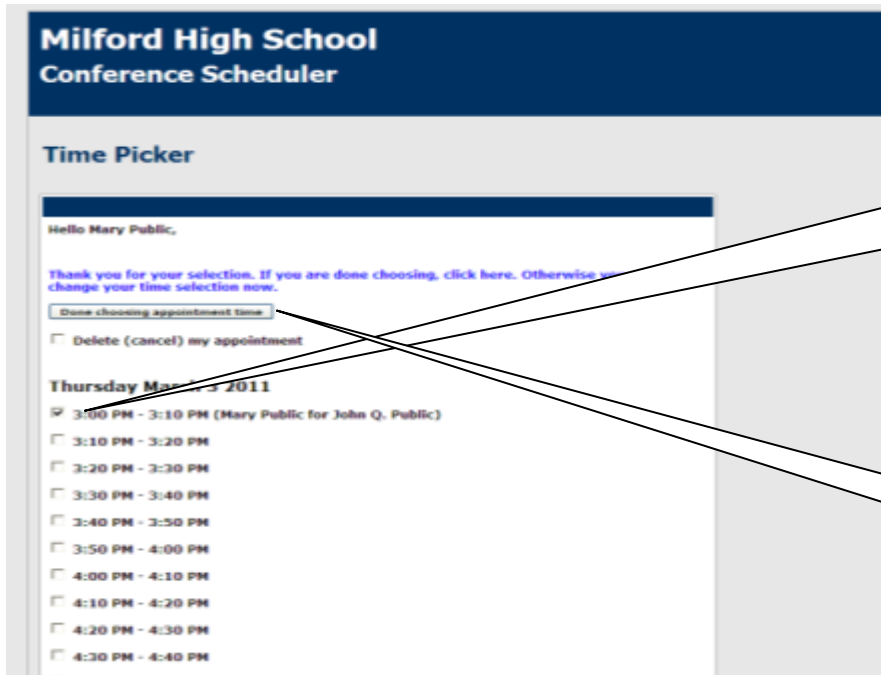 Milford High School
Conference Scheduler
Time Picker
Hello Mary Public,
Thank you for your selection. If you are done choosing, click here. Otherwise
change your time selection now.
Done choosing appointment time
Delete (cancel) my appointment
Thursday March 3 2011
3:00 PM - 3:10 PM (Mary Public for John Q. Public)
3:10 PM - 3:20 PM
3:20 PM - 3:30 PM
3:30 PM - 3:40 PM
3:40 PM - 3:50 PM
3:50 PM - 4:00 PM
4:00 PM - 4:10 PM
4:10 PM - 4:20 PM
4:20 PM - 4:30 PM
4:30 PM - 4:40 PM